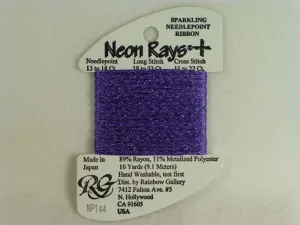 SPARKLING
NEEDLEPOINT
RIBBON
Neon Rays®+
Needlepoint Long Stitch Cross Stitch
13 to 18 Ct. 18 to 22 Ct. 11 to 22 Ct.
Made in
Japan
89% Rayon, 11% Metalized Polyester
10 Yards (9.1 Meters)
Hand Washable, test first
Dist. by Rainbow Gallery
7412 Fulton Ave. #5
N. Hollywood
CA 91605
USA
RG
NP144